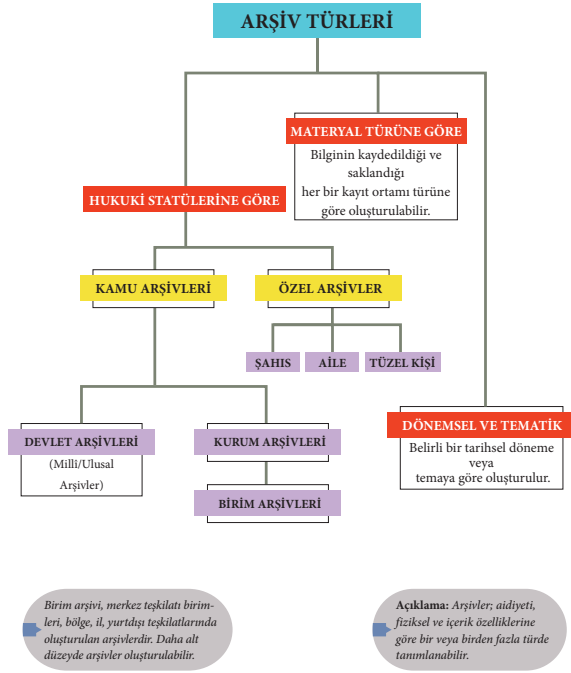 ARŞİV TÜRLERİ
MATERYAL TÜRÜNE GÖRE
Bilginin kaydedildiği ve
saklandığı
her bir kayıt ortamı türüne
göre oluşturulabilir.
HUKUKİ STATÜLERİNE GÖRE
KAMU ARŞİVLERİ
ÖZEL ARŞİVLER
ŞAHIS
AİLE
TÜZEL KİŞİ
DEVLET ARŞİVLERİ
(Milli/Ulusal
Arşivler)
KURUM ARŞİVLERİ
BİRİM ARŞİVLERİ
DÖNEMSEL VE TEMATİK
Belirli bir tarihsel döneme
veya
temaya göre oluşturulur.
Birim arşivi, merkez teşkilatı birim-
leri, bölge, il, yurtdışı teşkilatlarında
oluşturulan arşivlerdir. Daha alt
düzeyde arşivler oluşturulabilir.
Açıklama: Arşivler; aidiyeti,
fiziksel ve içerik özelliklerine
göre bir veya birden fazla türde
tanımlanabilir.